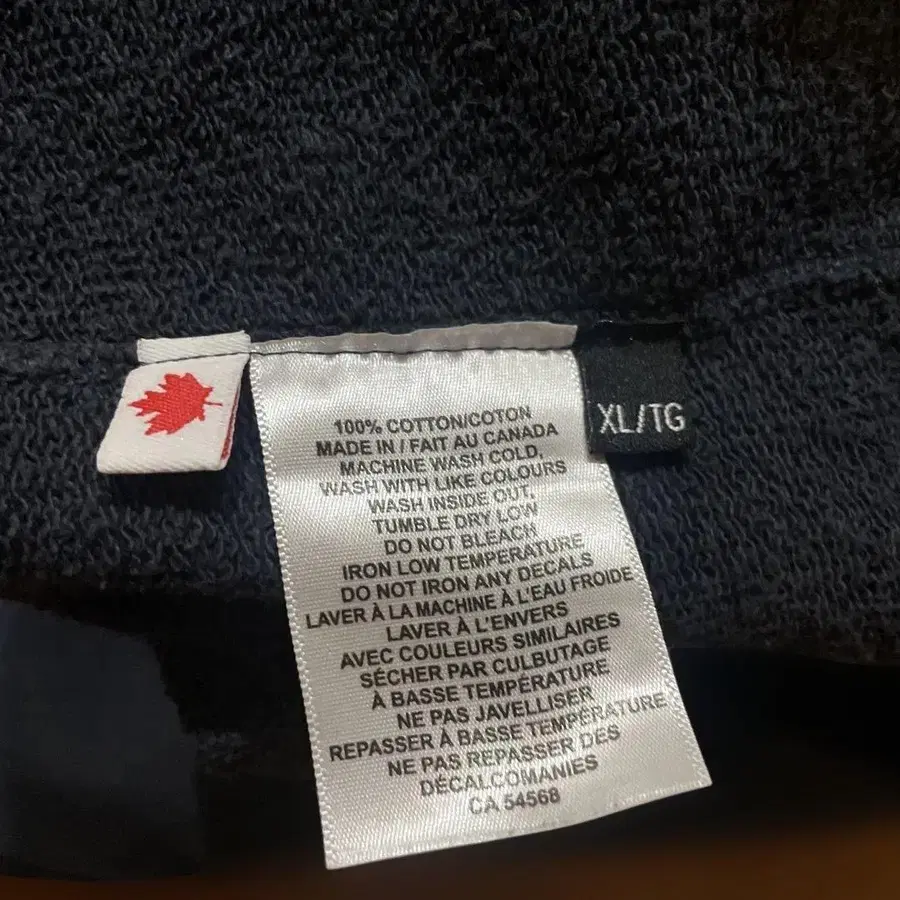 100% COTTON/COTON
MADE IN / FAIT AU CANADA
MACHINE WASH COLD,
WASH WITH LIKE COLOURS
WASH INSIDE OUT,
TUMBLE DRY LOW
DO NOT BLEACH
IRON LOW TEMPERATURE
DO NOT IRON ANY DECALS
LAVER À LA MACHINE À L'EAU FROIDE
LAVER À L'ENVERS
AVEC COULEURS SIMILAIRES
SÉCHER PAR CULBUTAGE
À BASSE TEMPÉRATURE
NE PAS JAVELLISER
REPASSER À BASSE TEMPÉRATURE
NE PAS REPASSER DES
DÉCALCOMANIES
CA 54568
XL/TG